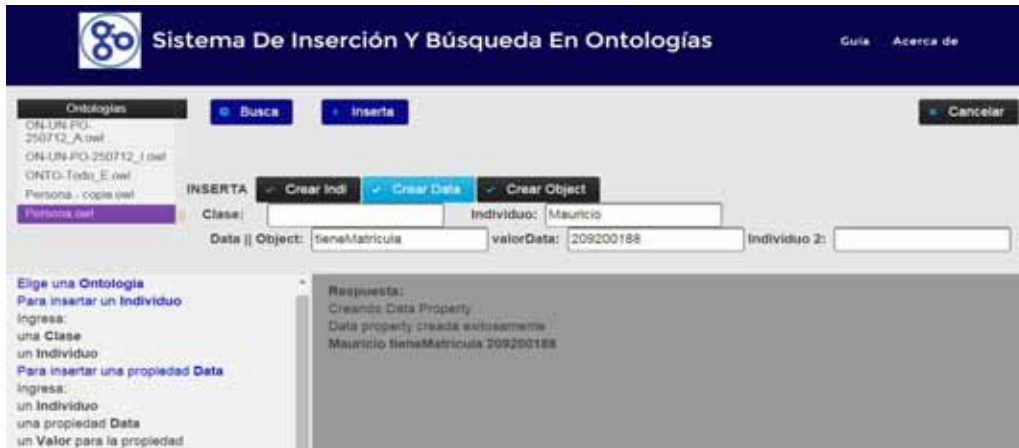 Sistema De Inserción Y Búsqueda En Ontologías
Guía Acerca de
Ontologías
ON-UN-PO-
250712_A.owl
ON-UN-PO-250712_I.owl
ONTO-Todo_E.owl
Persona - copia.owl
Persona.owl
Busca
Inserta
Cancelar
INSERTA Crear Indi Crear Data Crear Object
Clase: Individuo: Mauricio
Data || Object: tieneMatricula valorData: 209200188 Individuo 2:
Elige una Ontología
Para insertar un Individuo
Ingresa:
una Clase
un Individuo
Para insertar una propiedad Data
Ingresa:
un Individuo
una propiedad Data
un Valor para la propiedad
Respuesta:
Creando Data Property
Data property creada exitosamente
Mauricio tieneMatricula 209200188